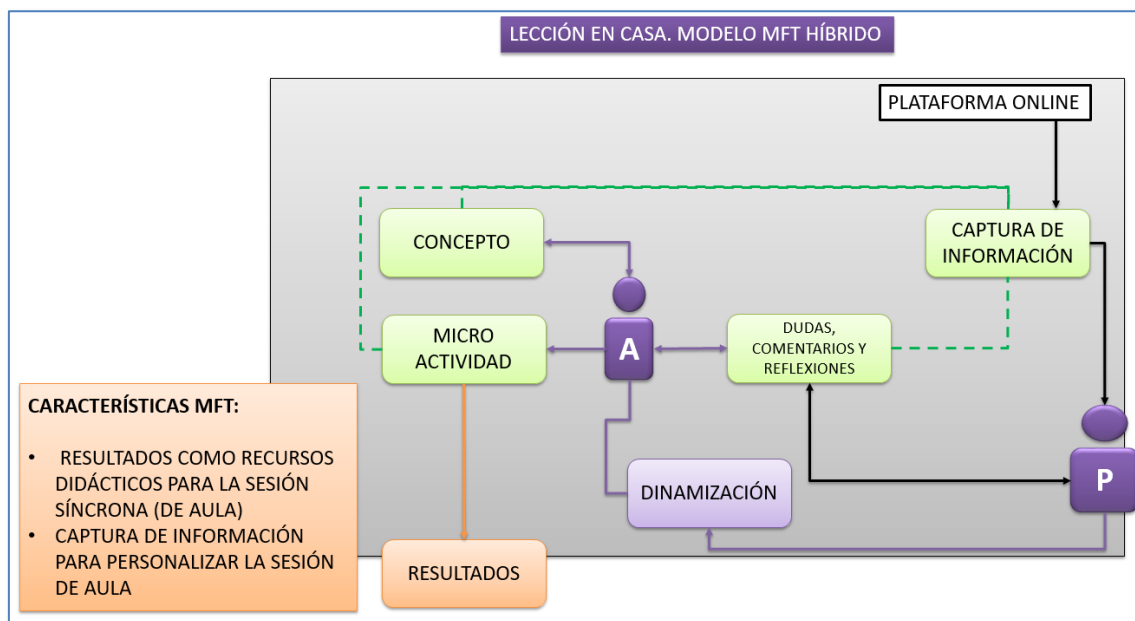 LECCIÓN EN CASA. MODELO MFT HÍBRIDO
PLATAFORMA ONLINE
CONCEPTO
CAPTURA DE
INFORMACIÓN
MICRO
ACTIVIDAD
A
DUDAS,
COMENTARIOS Y
REFLEXIONES
CARACTERÍSTICAS MFT:
• RESULTADOS COMO RECURSOS
DIDÁCTICOS PARA LA SESIÓN
SÍNCRONA (DE AULA)
• CAPTURA DE INFORMACIÓN
PARA PERSONALIZAR LA SESIÓN
DE AULA
DINAMIZACIÓN
P
RESULTADOS